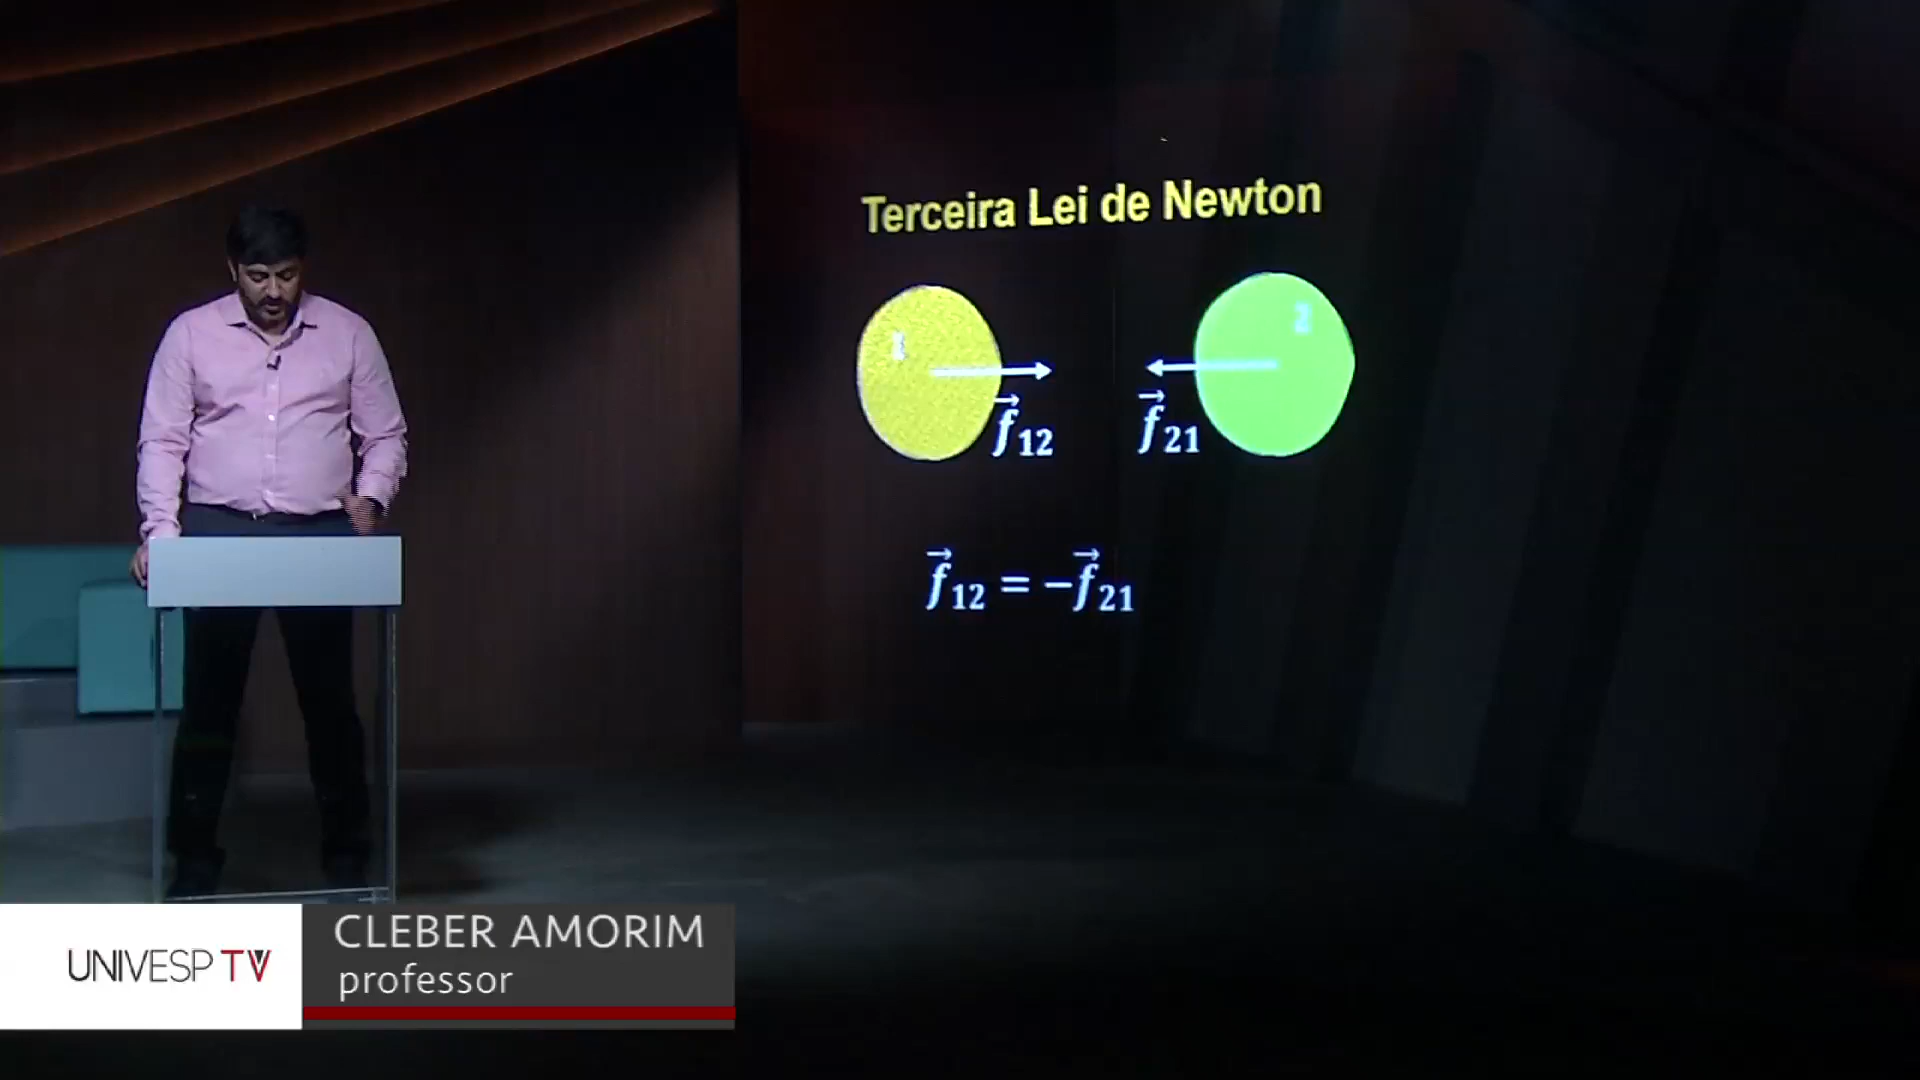 Terceira Lei de Newton
1
2
f⃗12
f⃗21
f⃗12 = −f⃗21
CLEBER AMORIM
professor
UNIVESP TV